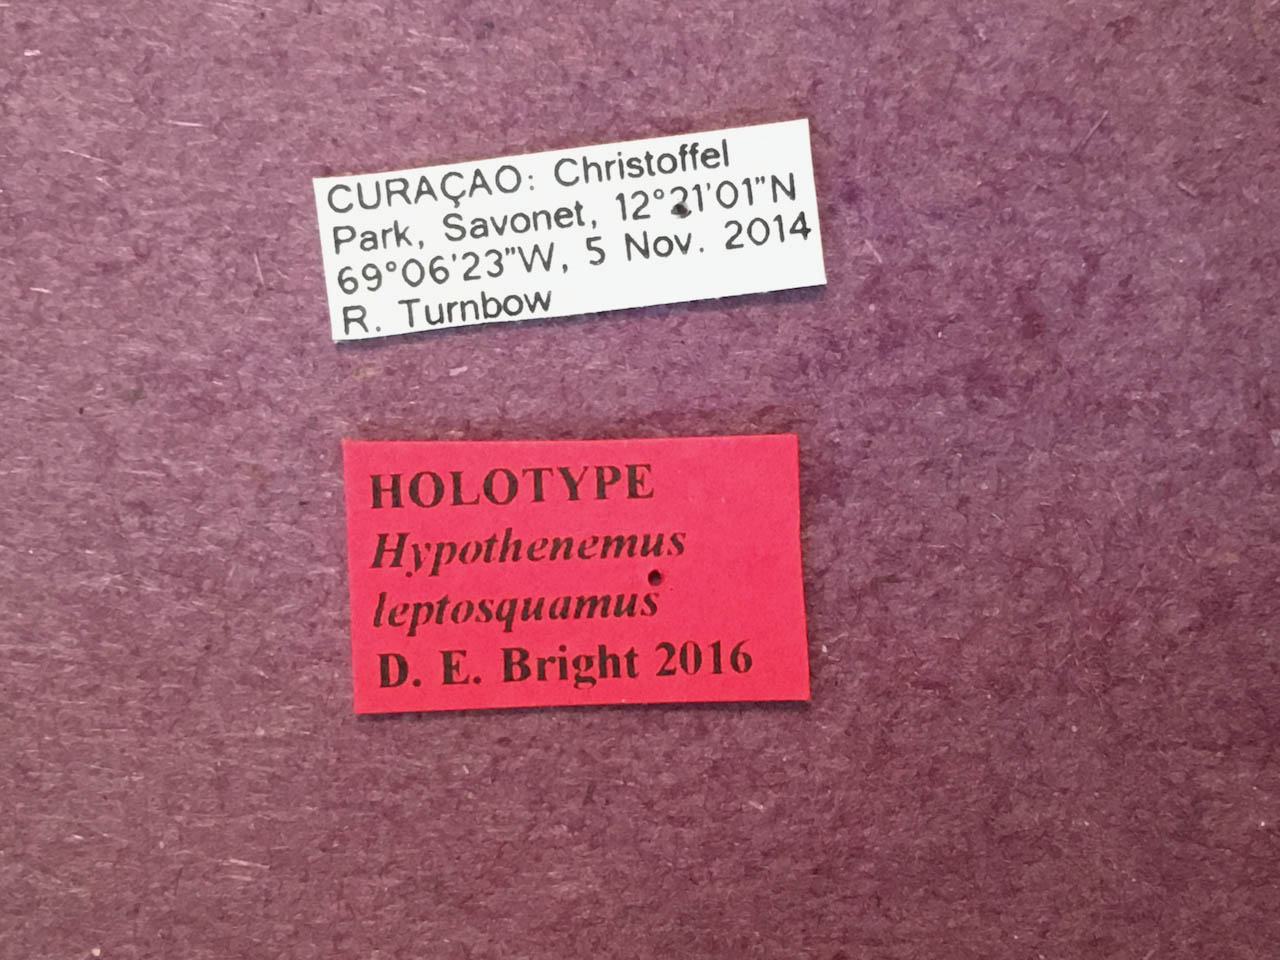 CURAÇAO: Christoffel
Park, Savonet, 12°21'01"N
69°06'23"W, 5 Nov. 2014
R. Turnbow
HOLOTYPE
Hypothenemus
leptosquamus
D. E. Bright 2016